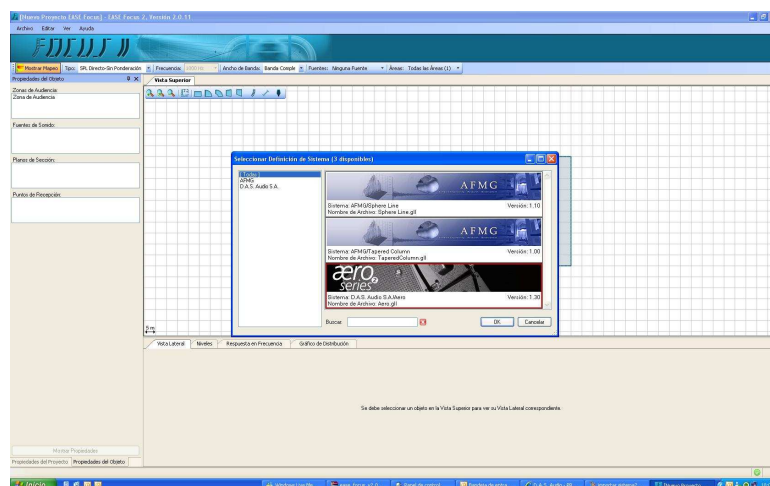 [Nuevo Proyecto EASE Focus] - EASE Focus 2, Versión 2.0.11
Archivo Editar Ver Ayuda
FOCUS II
Mostrar Mapeo Tipo: SPL Directo-Sin Ponderación Frecuencia: 1000 Hz Ancho de Banda: Banda Comple Fuentes: Ninguna Fuente Áreas: Todas las Áreas (1)
Propiedades del Objeto
Vista Superior
Zonas de Audiencia:
Zona de Audiencia
Fuentes de Sonido:
Planos de Sección:
Puntos de Recepción:
Seleccionar Definición de Sistema (3 disponibles)
[Todas]
AFMG
D.A.S. Audio S.A.
AFMG
Sistema: AFMG/Sphere Line Versión: 1.10
Nombre de Archivo: Sphere Line.gll
AFMG
Sistema: AFMG/Tapered Column Versión: 1.00
Nombre de Archivo: TaperedColumn.gll
aero2
series
Sistema: D.A.S. Audio S.A./Aero Versión: 1.30
Nombre de Archivo: Aero.gll
Buscar: OK Cancelar
5 m
Vista Lateral Niveles Respuesta en Frecuencia Gráfico de Distribución
Se debe seleccionar un objeto en la Vista Superior para ver su Vista Lateral correspondiente.
Mostrar Propiedades
Propiedades del Proyecto Propiedades del Objeto
Inicio